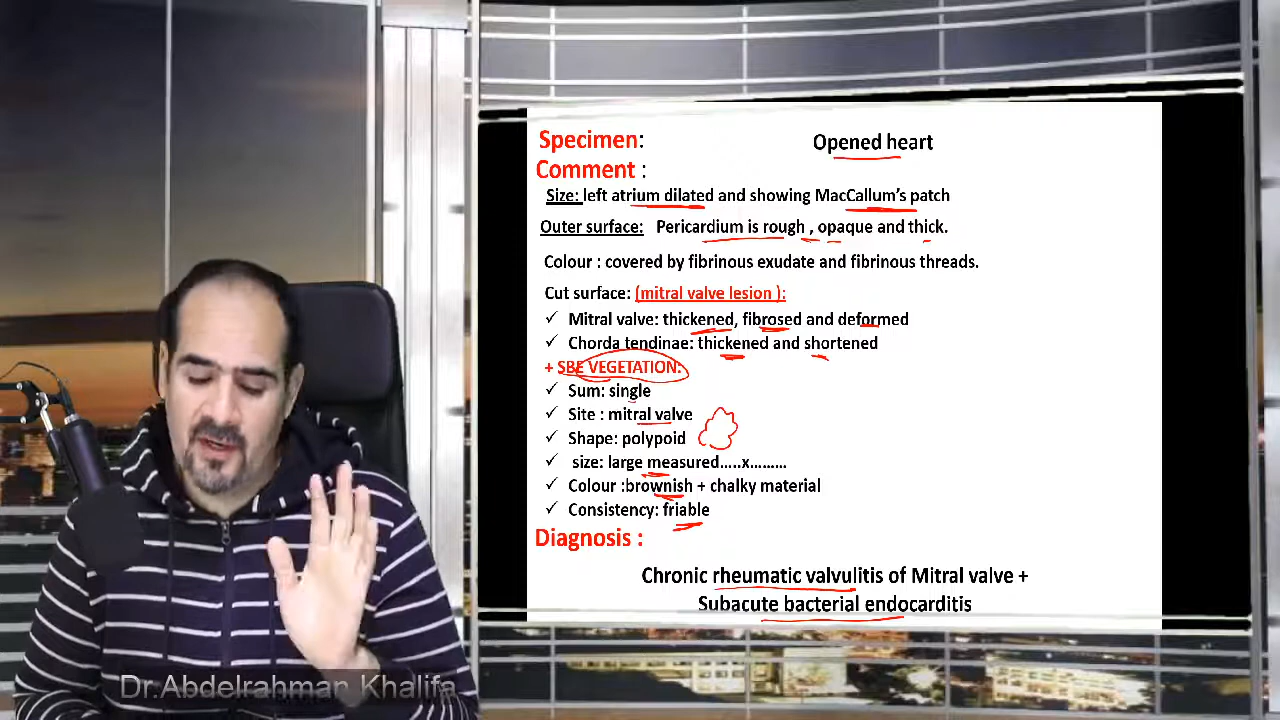 Specimen: Opened heart
Comment :
Size: left atrium dilated and showing MacCallum's patch
Outer surface: Pericardium is rough , opaque and thick.
Colour : covered by fibrinous exudate and fibrinous threads.
Cut surface: (mitral valve lesion ):
✓ Mitral valve: thickened, fibrosed and deformed
✓ Chorda tendinae: thickened and shortened
+ SBE VEGETATION:
✓ Sum: single
✓ Site : mitral valve
✓ Shape: polypoid
✓ size: large measured.....x.........
✓ Colour :brownish + chalky material
✓ Consistency: friable
Diagnosis :
Chronic rheumatic valvulitis of Mitral valve +
Subacute bacterial endocarditis
Dr.Abdelrahman Khalifa